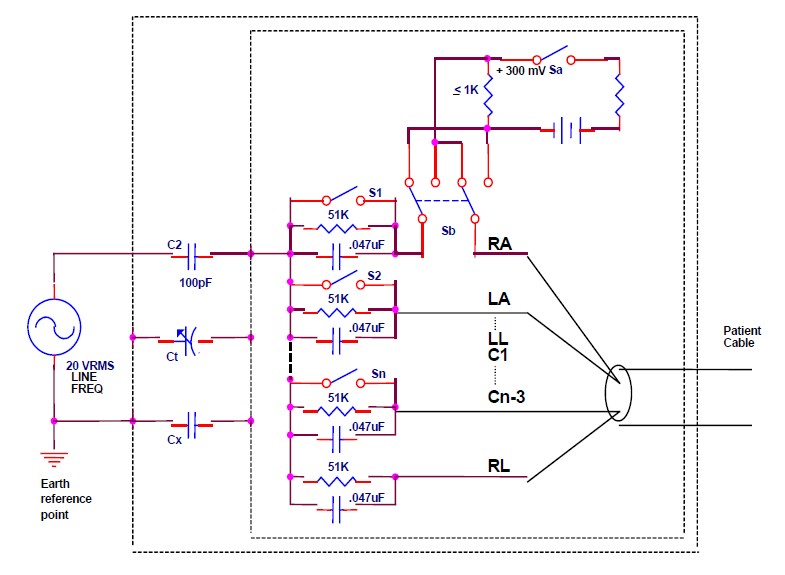 + 300 mV Sa
≤ 1K
S1
51K
.047uF
Sb
RA
C2
100pF
S2
51K
.047uF
LA
LL
C1
Patient
Cable
Ct
20 VRMS
LINE
FREQ
Sn
51K
.047uF
Cn-3
Cx
51K
.047uF
RL
Earth
reference
point